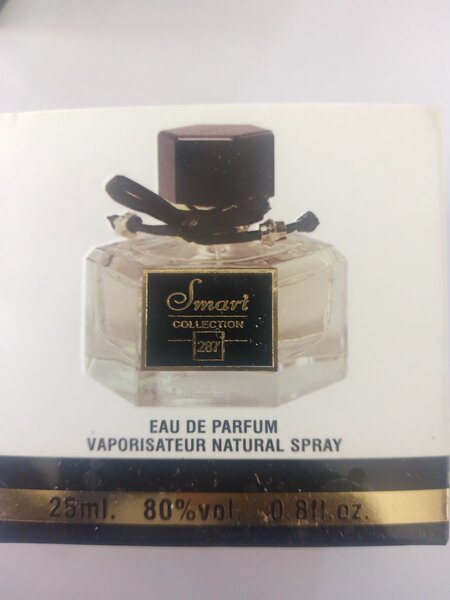 Smart
COLLECTION
287
EAU DE PARFUM
VAPORISATEUR NATURAL SPRAY
25ml. 80%vol. 0.8fl.oz.